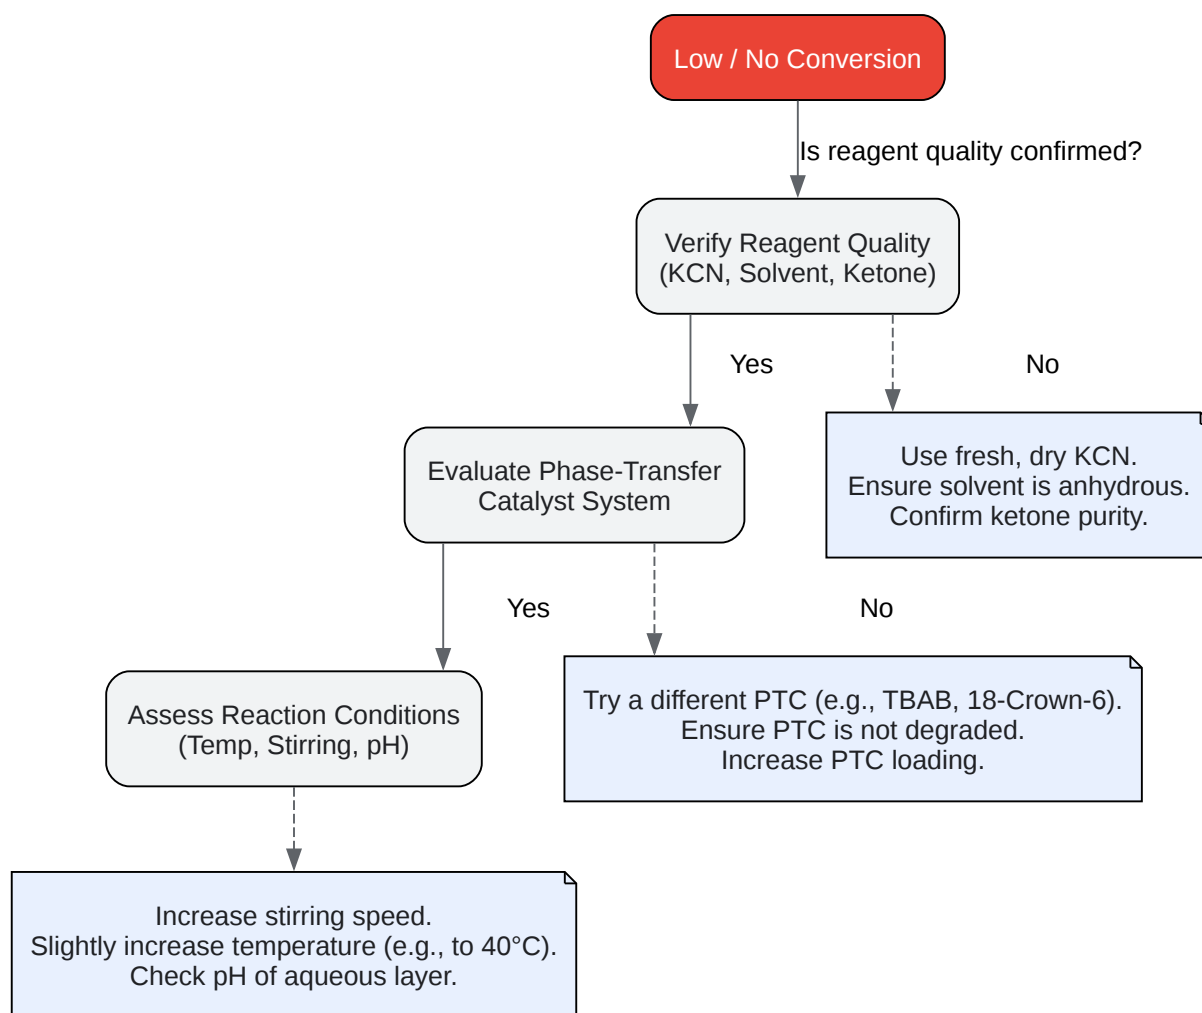 Low / No Conversion
Is reagent quality confirmed?
Verify Reagent Quality
(KCN, Solvent, Ketone)
Yes
No
Evaluate Phase-Transfer
Catalyst System
Use fresh, dry KCN.
Ensure solvent is anhydrous.
Confirm ketone purity.
Yes
No
Assess Reaction Conditions
(Temp, Stirring, pH)
Try a different PTC (e.g., TBAB, 18-Crown-6).
Ensure PTC is not degraded.
Increase PTC loading.
Increase stirring speed.
Slightly increase temperature (e.g., to 40°C).
Check pH of aqueous layer.